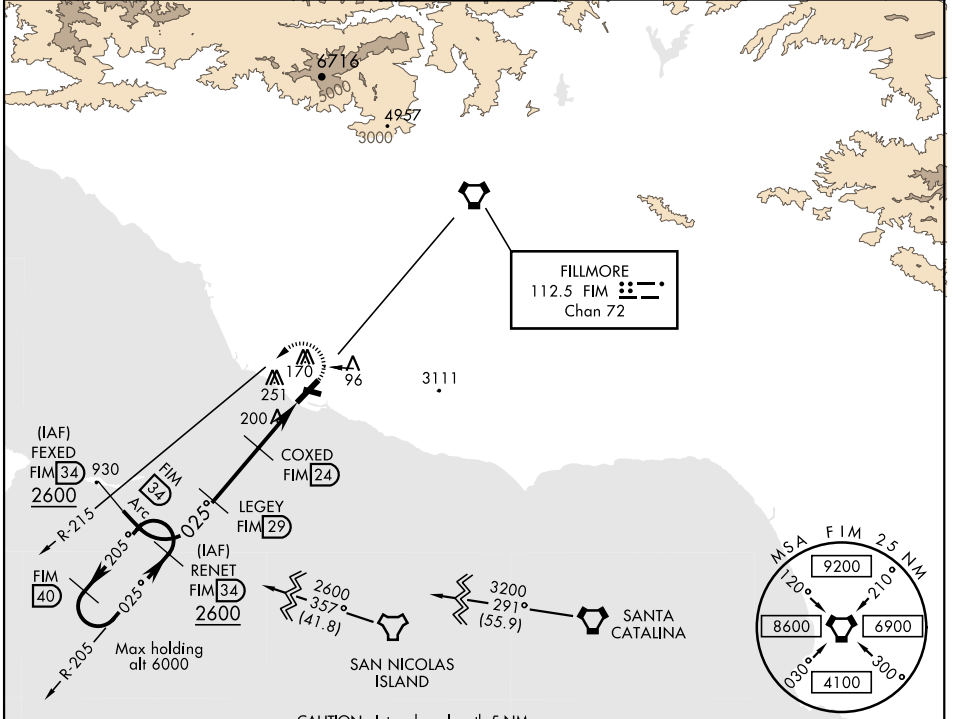 6716
5000
4957
3000
FILLMORE
112.5 FIM
Chan 72
170
96
251
3111
200
COXED
FIM 24
(IAF)
FEXED
FIM 34
2600
930
FIM
34
Arc
R-215
LEGEY
FIM 29
025°
205°
025°
(IAF)
RENET
FIM 34
2600
FIM
40
R-205
Max holding
alt 6000
2600
357°
(41.8)
SAN NICOLAS
ISLAND
3200
291°
(55.9)
SANTA
CATALINA
MSA FIM 25 NM
9200
120°
210°
8600
6900
030°
300°
4100